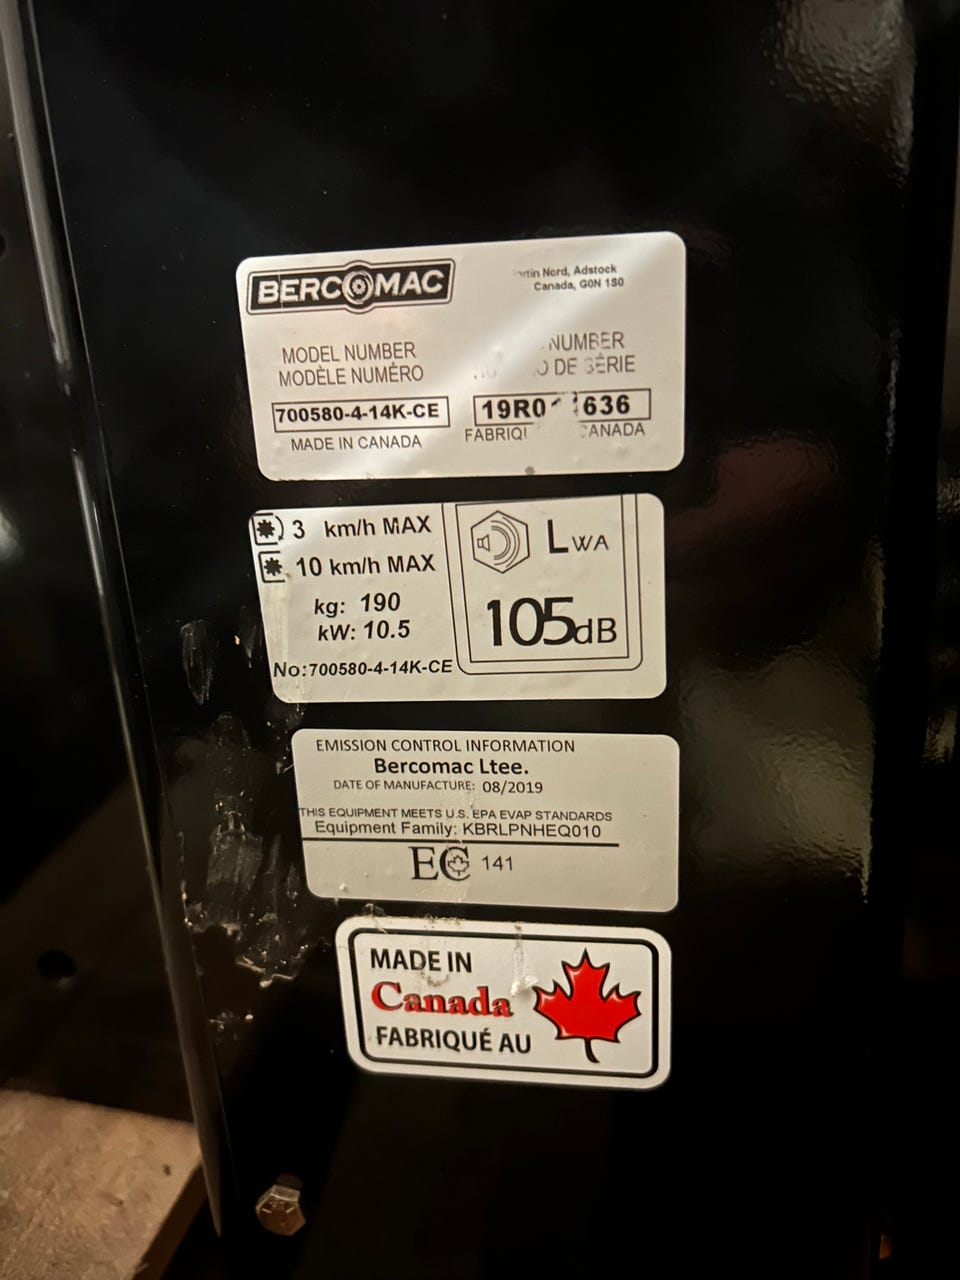 BERCOMAC
Nord, Adstock
Canada, G0N 1S0
MODEL NUMBER
MODÈLE NUMÉRO
NUMBER
DE SÉRIE
700580-4-14K-CE
MADE IN CANADA
CANADA
3 km/h MAX
10 km/h MAX
kg: 190
kW: 10.5
No:700580-4-14K-CE
LWA
105dB
EMISSION CONTROL INFORMATION
Bercomac Ltee.
DATE OF MANUFACTURE: 08/2019
THIS EQUIPMENT MEETS U.S. EPA EVAP STANDARDS
Equipment Family: KBRLPNHEQ010
EC 141
MADE IN
Canada
FABRIQUÉ AU